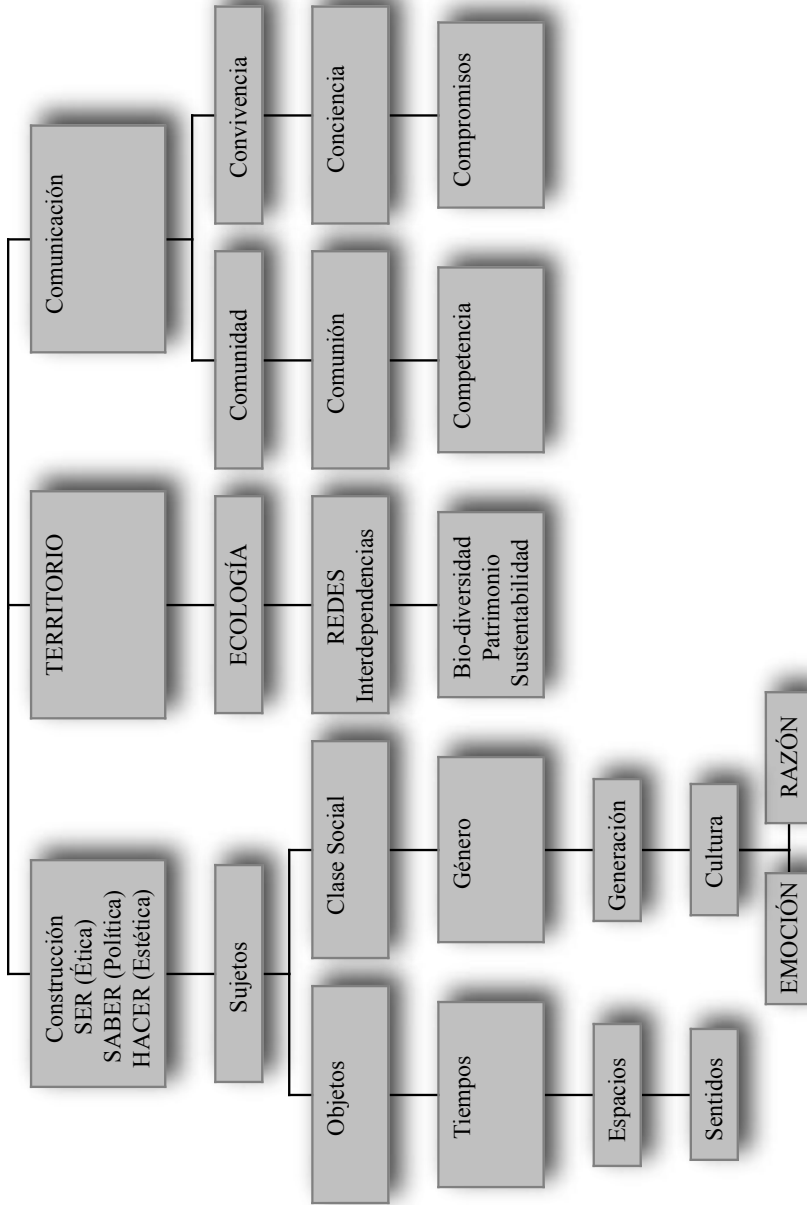 Construcción
SER (Ética)
SABER (Política)
HACER (Estética)
TERRITORIO
Comunicación
Sujetos
ECOLOGÍA
Comunidad
Convivencia
Objetos
Clase Social
REDES
Interdependencias
Comunión
Conciencia
Tiempos
Género
Bio-diversidad
Patrimonio
Sustentabilidad
Competencia
Compromisos
Espacios
Generación
Sentidos
Cultura
EMOCIÓN
RAZÓN